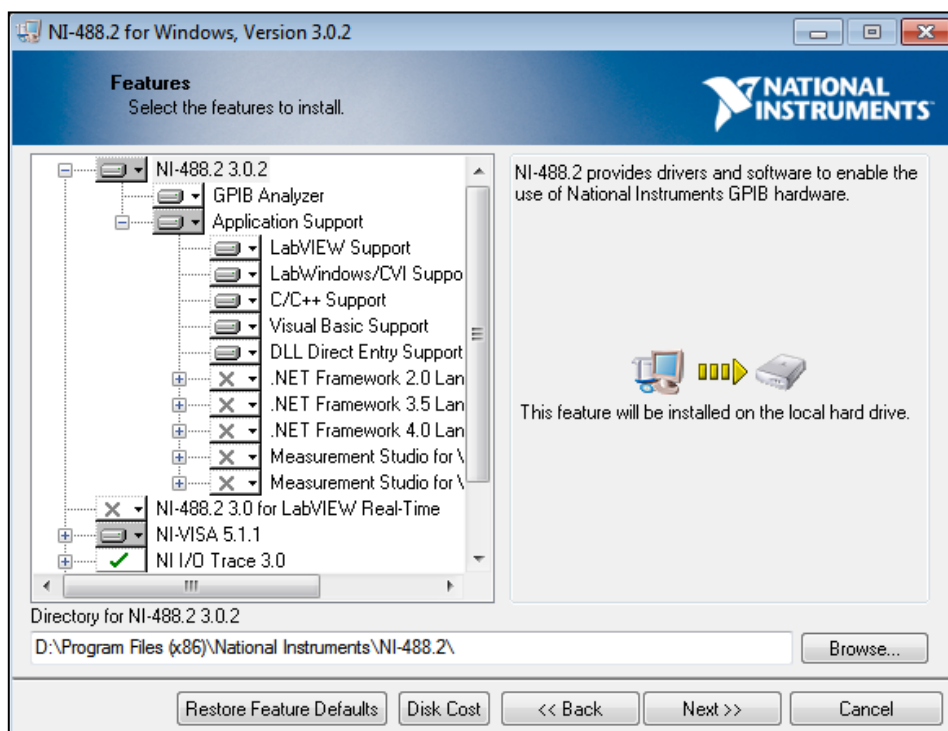 NI-488.2 for Windows, Version 3.0.2
Features
Select the features to install.
NATIONAL
INSTRUMENTS
NI-488.2 3.0.2
GPIB Analyzer
Application Support
LabVIEW Support
LabWindows/CVI Suppo
C/C++ Support
Visual Basic Support
DLL Direct Entry Support
.NET Framework 2.0 Lan
.NET Framework 3.5 Lan
.NET Framework 4.0 Lan
Measurement Studio for \
Measurement Studio for \
NI-488.2 3.0 for LabVIEW Real-Time
NI-VISA 5.1.1
NI I/O Trace 3.0
NI-488.2 provides drivers and software to enable the
use of National Instruments GPIB hardware.
This feature will be installed on the local hard drive.
Directory for NI-488.2 3.0.2
D:\Program Files (x86)\National Instruments\NI-488.2\
Browse...
Restore Feature Defaults
Disk Cost
<< Back
Next >>
Cancel